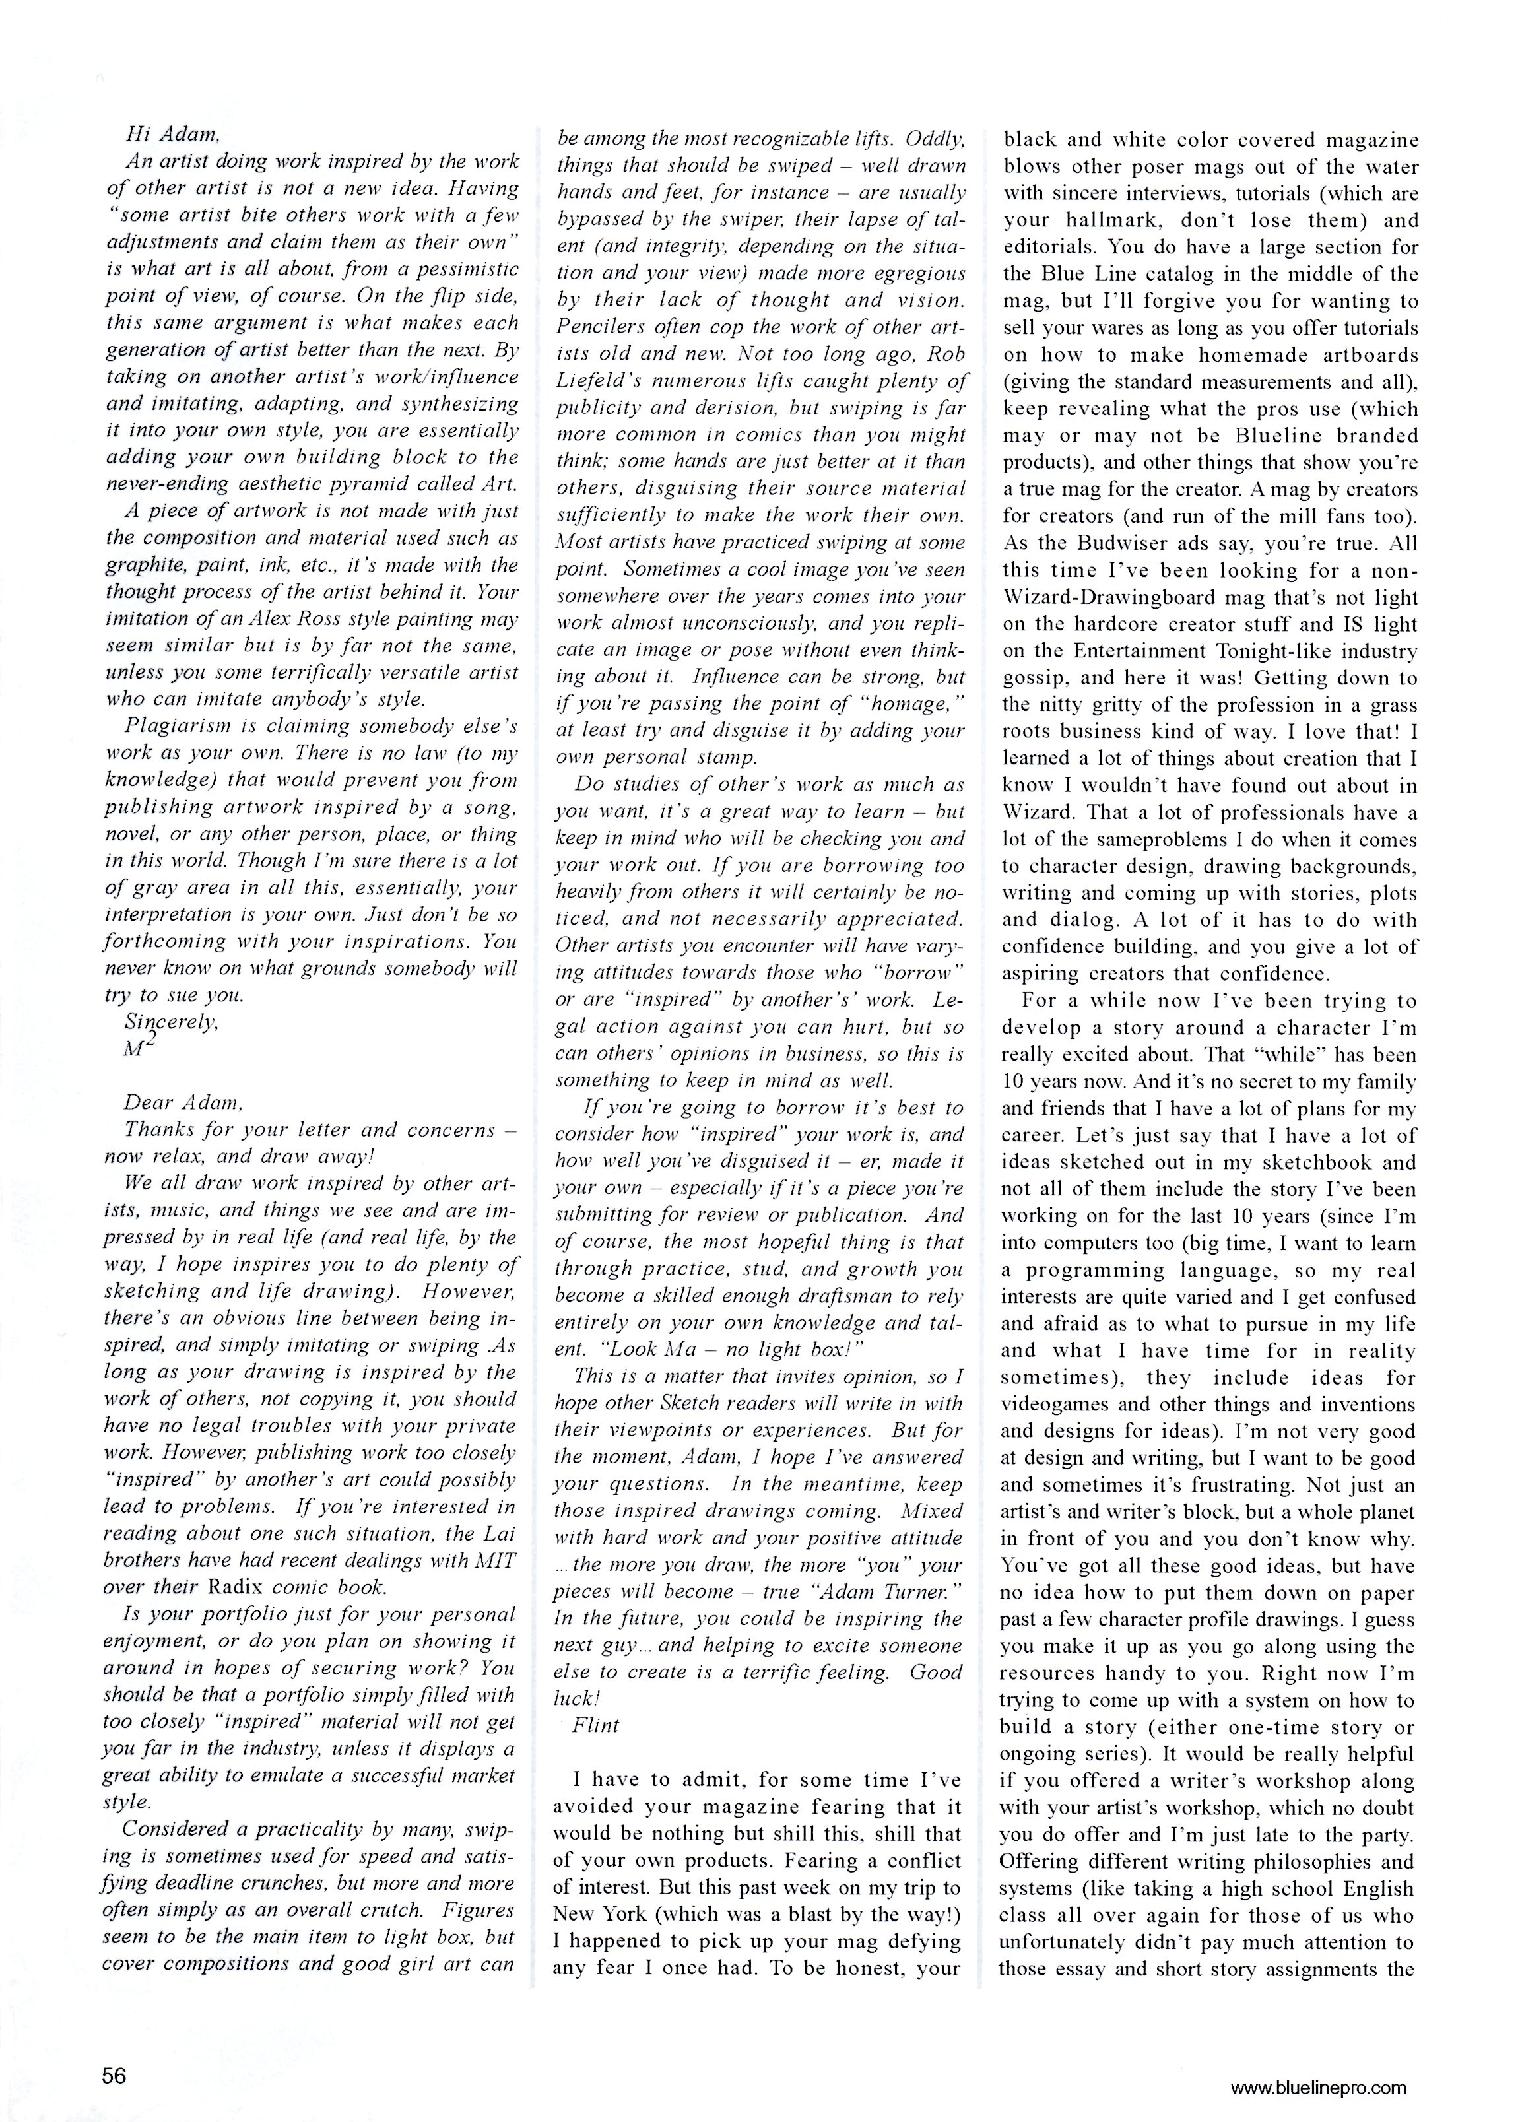 Hi Adam,
An artist doing work inspired by the work
of other artist is not a new idea. Having
“some artist bite others work with a few
adjustments and claim them as their own”
is what art is all about, from a pessimistic
point of view, of course. On the flip side,
this same argument is what makes each
generation of artist better than the next. By
taking on another artist’s work/influence
and imitating, adapting, and synthesizing
it into your own style, you are essentially
adding your own building block to the
never-ending aesthetic pyramid called Art.
A piece of artwork is not made with just
the composition and material used such as
graphite, paint, ink, etc., it’s made with the
thought process of the artist behind it. Your
imitation of an Alex Ross style painting may
seem similar but is by far not the same,
unless you some terrifically versatile artist
who can imitate anybody’s style.
Plagiarism is claiming somebody else’s
work as your own. There is no law (to my
knowledge) that would prevent you from
publishing artwork inspired by a song,
novel, or any other person, place, or thing
in this world. Though I’m sure there is a lot
of gray area in all this, essentially, your
interpretation is your own. Just don’t be so
forthcoming with your inspirations. You
never know on what grounds somebody will
try to sue you.
Sincerely,
M²
Dear Adam,
Thanks for your letter and concerns –
now relax, and draw away!
We all draw work inspired by other art-
ists, music, and things we see and are im-
pressed by in real life (and real life, by the
way, I hope inspires you to do plenty of
sketching and life drawing). However,
there’s an obvious line between being in-
spired, and simply imitating or swiping .As
long as your drawing is inspired by the
work of others, not copying it, you should
have no legal troubles with your private
work. However, publishing work too closely
“inspired” by another’s art could possibly
lead to problems. If you’re interested in
reading about one such situation, the Lai
brothers have had recent dealings with MIT
over their Radix comic book.
Is your portfolio just for your personal
enjoyment, or do you plan on showing it
around in hopes of securing work? You
should be that a portfolio simply filled with
too closely “inspired” material will not get
you far in the industry, unless it displays a
great ability to emulate a successful market
style.
Considered a practicality by many, swip-
ing is sometimes used for speed and satis-
fying deadline crunches, but more and more
often simply as an overall crutch. Figures
seem to be the main item to light box, but
cover compositions and good girl art can
be among the most recognizable lifts. Oddly,
things that should be swiped – well drawn
hands and feet, for instance – are usually
bypassed by the swiper, their lapse of tal-
ent (and integrity, depending on the situa-
tion and your view) made more egregious
by their lack of thought and vision.
Pencilers often cop the work of other art-
ists old and new. Not too long ago, Rob
Liefeld’s numerous lifts caught plenty of
publicity and derision, but swiping is far
more common in comics than you might
think; some hands are just better at it than
others, disguising their source material
sufficiently to make the work their own.
Most artists have practiced swiping at some
point. Sometimes a cool image you’ve seen
somewhere over the years comes into your
work almost unconsciously, and you repli-
cate an image or pose without even think-
ing about it. Influence can be strong, but
if you’re passing the point of “homage,”
at least try and disguise it by adding your
own personal stamp.
Do studies of other’s work as much as
you want, it’s a great way to learn – but
keep in mind who will be checking you and
your work out. If you are borrowing too
heavily from others it will certainly be no-
ticed, and not necessarily appreciated.
Other artists you encounter will have vary-
ing attitudes towards those who “borrow”
or are “inspired” by another’s’ work. Le-
gal action against you can hurt, but so
can others’ opinions in business, so this is
something to keep in mind as well.
If you’re going to borrow it’s best to
consider how “inspired” your work is, and
how well you’ve disguised it – er, made it
your own – especially if it’s a piece you’re
submitting for review or publication. And
of course, the most hopeful thing is that
through practice, stud, and growth you
become a skilled enough draftsman to rely
entirely on your own knowledge and tal-
ent. “Look Ma – no light box!”
This is a matter that invites opinion, so I
hope other Sketch readers will write in with
their viewpoints or experiences. But for
the moment, Adam, I hope I’ve answered
your questions. In the meantime, keep
those inspired drawings coming. Mixed
with hard work and your positive attitude
... the more you draw, the more “you” your
pieces will become – true “Adam Turner.”
In the future, you could be inspiring the
next guy... and helping to excite someone
else to create is a terrific feeling. Good
luck!
Flint
I have to admit, for some time I’ve
avoided your magazine fearing that it
would be nothing but shill this, shill that
of your own products. Fearing a conflict
of interest. But this past week on my trip to
New York (which was a blast by the way!)
I happened to pick up your mag defying
any fear I once had. To be honest, your
black and white color covered magazine
blows other poser mags out of the water
with sincere interviews, tutorials (which are
your hallmark, don’t lose them) and
editorials. You do have a large section for
the Blue Line catalog in the middle of the
mag, but I’ll forgive you for wanting to
sell your wares as long as you offer tutorials
on how to make homemade artboards
(giving the standard measurements and all),
keep revealing what the pros use (which
may or may not be Blueline branded
products), and other things that show you’re
a true mag for the creator. A mag by creators
for creators (and run of the mill fans too).
As the Budwiser ads say, you’re true. All
this time I’ve been looking for a non-
Wizard-Drawingboard mag that’s not light
on the hardcore creator stuff and IS light
on the Entertainment Tonight-like industry
gossip, and here it was! Getting down to
the nitty gritty of the profession in a grass
roots business kind of way. I love that! I
learned a lot of things about creation that I
know I wouldn’t have found out about in
Wizard. That a lot of professionals have a
lot of the sameproblems I do when it comes
to character design, drawing backgrounds,
writing and coming up with stories, plots
and dialog. A lot of it has to do with
confidence building, and you give a lot of
aspiring creators that confidence.
For a while now I’ve been trying to
develop a story around a character I’m
really excited about. That “while” has been
10 years now. And it’s no secret to my family
and friends that I have a lot of plans for my
career. Let’s just say that I have a lot of
ideas sketched out in my sketchbook and
not all of them include the story I’ve been
working on for the last 10 years (since I’m
into computers too (big time, I want to learn
a programming language, so my real
interests are quite varied and I get confused
and afraid as to what to pursue in my life
and what I have time for in reality
sometimes), they include ideas for
videogames and other things and inventions
and designs for ideas). I’m not very good
at design and writing, but I want to be good
and sometimes it’s frustrating. Not just an
artist’s and writer’s block, but a whole planet
in front of you and you don’t know why.
You’ve got all these good ideas, but have
no idea how to put them down on paper
past a few character profile drawings. I guess
you make it up as you go along using the
resources handy to you. Right now I’m
trying to come up with a system on how to
build a story (either one-time story or
ongoing series). It would be really helpful
if you offered a writer’s workshop along
with your artist’s workshop, which no doubt
you do offer and I’m just late to the party.
Offering different writing philosophies and
systems (like taking a high school English
class all over again for those of us who
unfortunately didn’t pay much attention to
those essay and short story assignments the
56
www.bluelinepro.com